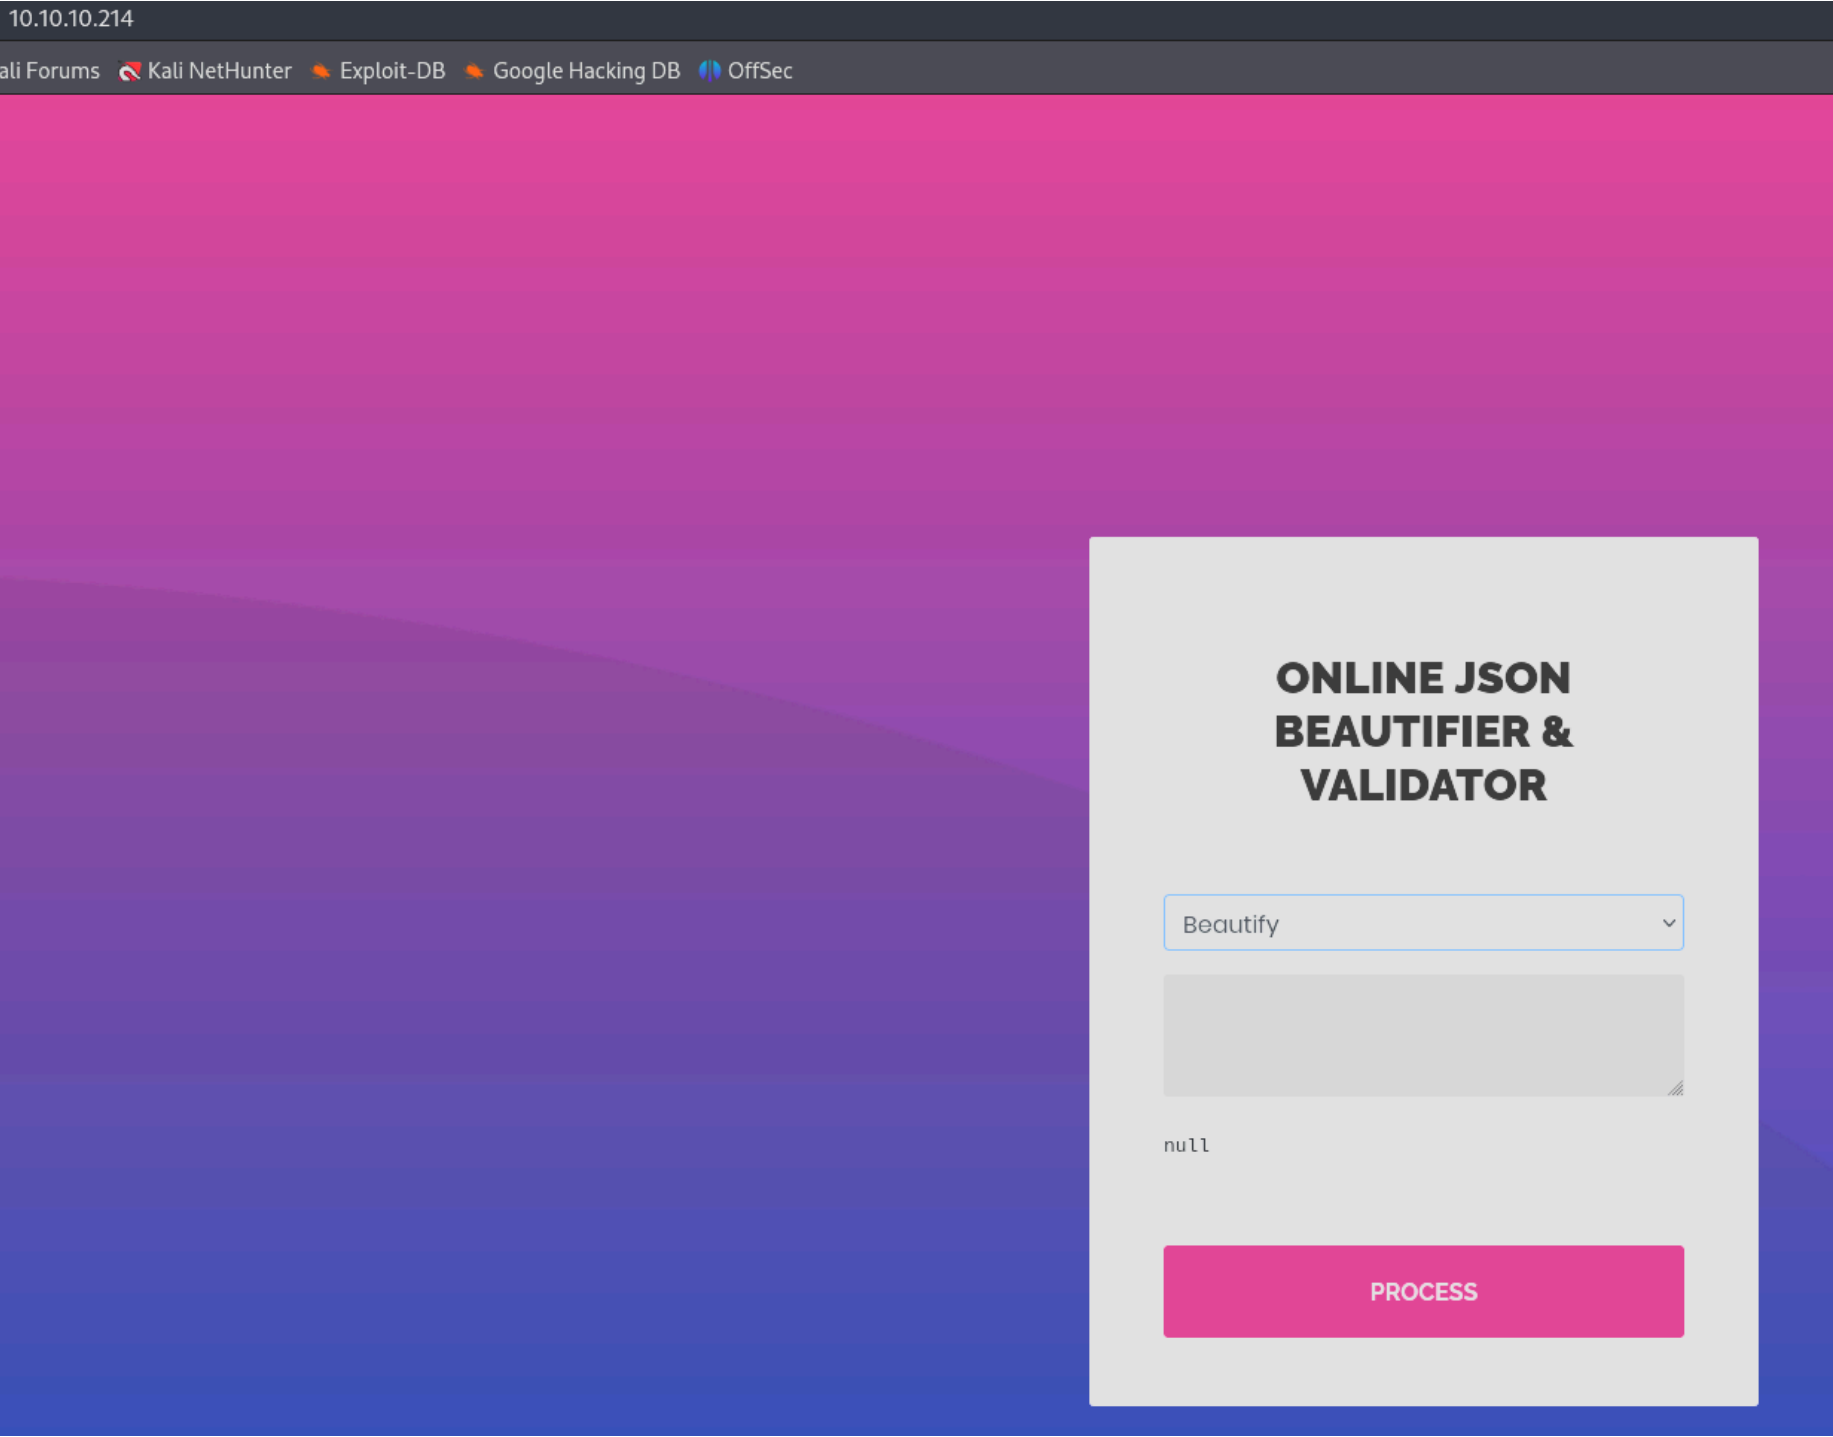 10.10.10.214
ali Forums Kali NetHunter Exploit-DB Google Hacking DB OffSec
ONLINE JSON
BEAUTIFIER &
VALIDATOR
Beautify
null
PROCESS